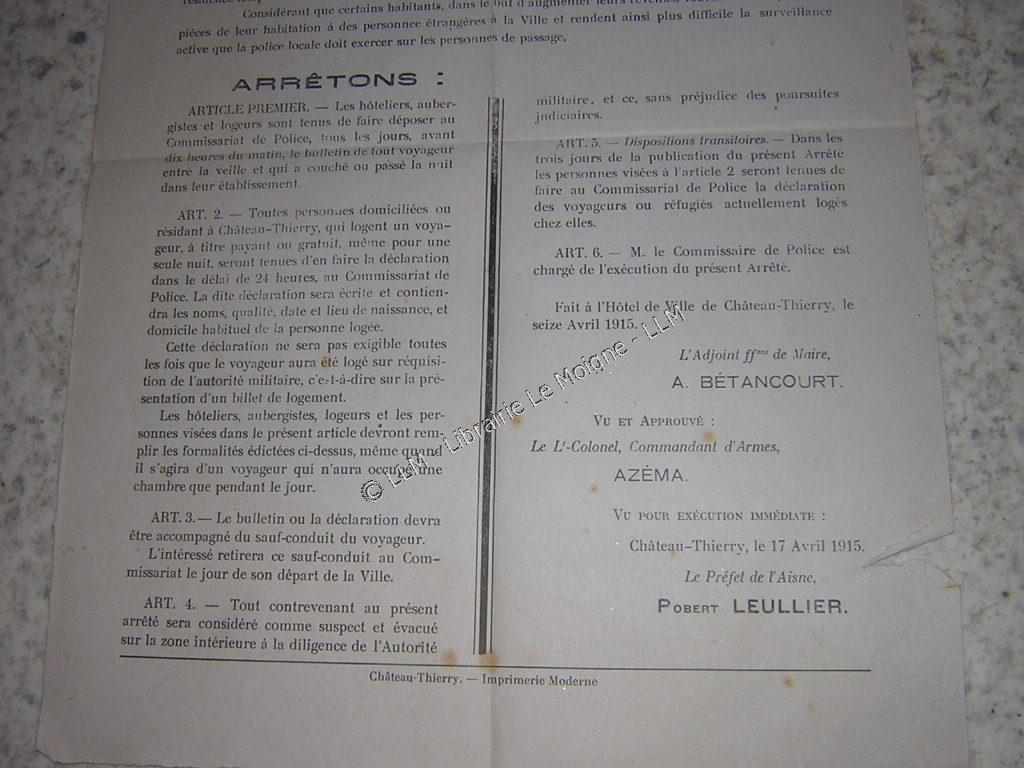 Considérant que certains habitants, dans le but d'augmenter leurs revenus,
piéces de leur habitation á des personnee étrangères à la Ville et rendent ainsi plus difficile la surveillance
active que la police locale doit exercer sur les personnes de passage,
ARRÊTONS :
ARTICLE PREMIER. — Les hôteliers, auber-
gistes et logeurs sont tenus de faire déposer au
Commissariat de Police, tous les jours, avant
dix heures du matin, le bulletin de tout voyageur
entré la veille et qui a couché ou passé la nuit
dans leur établissement.
ART. 2. — Toutes personnes domiciliées ou
résidant à Château-Thierry, qui logent un voya-
geur, à titre payant ou gratuit, même pour une
seule nuit, seront tenues d'en faire la déclaration
dans le délai de 24 heures, au Commissariat de
Police. La dite déclaration sera écrite et contien-
dra les noms, qualité, date et lieu de naissance, et
domicile habituel de la personne logée.
Cette déclaration ne sera pas exigible toutes
les fois que le voyageur aura été logé sur réquisi-
tion de l'autorité militaire, c'est-à-dire sur la pré-
sentation d'un billet de logement.
Les hôteliers, aubergistes, logeurs et les per-
sonnes visées dans le présent article devront rem-
plir les formalités édictées ci-dessus, même quand
il s'agira d'un voyageur qui n'aura occupé une
chambre que pendant le jour.
ART. 3. — Le bulletin ou la déclaration devra
être accompagné du sauf-conduit du voyageur.
L'intéressé retirera ce sauf-conduit au Com-
missariat le jour de son départ de la Ville.
ART. 4. — Tout contrevenant au présent
arrêté sera considéré comme suspect et évacué
sur la zone intérieure à la diligence de l'Autorité
militaire, et ce, sans préjudice des poursuites
judiciaires.
ART. 5. — Dispositions transitoires. — Dans les
trois jours de la publication du présent Arrêté
les personnes visées à l'article 2 seront tenues de
faire au Commissariat de Police la déclaration
des voyageurs ou réfugiés actuellement logés
chez elles.
ART. 6. — M. le Commissaire de Police est
chargé de l'exécution du présent Arrêté.
Fait à l'Hôtel de Ville de Château-Thierry, le
seize Avril 1915.
L'Adjoint ffons de Maire,
A. BÉTANCOURT.
VU ET APPROUVÉ :
Le Lt-Colonel, Commandant d'Armes,
AZÉMA.
VU POUR EXÉCUTION IMMÉDIATE :
Château-Thierry, le 17 Avril 1915.
Le Préfet de l'Aisne,
POBERT LEULLIER.
Château-Thierry. — Imprimerie Moderne
© LLM - Librairie Le Moigne - LLM